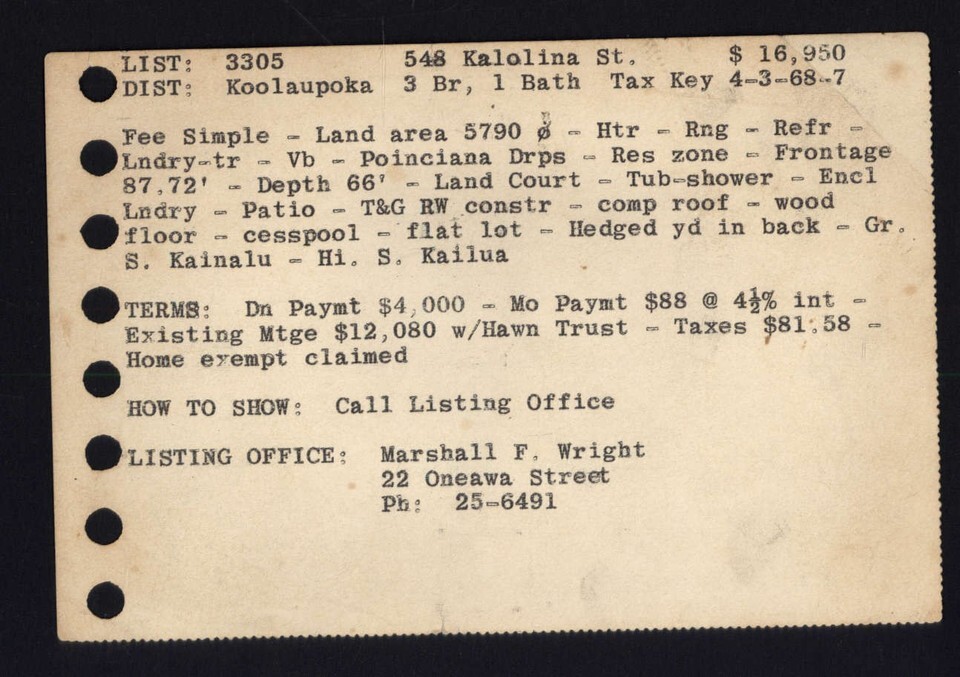 LIST: 3305 548 Kalolina St. $ 16,950
DIST: Koolaupoka 3 Br, 1 Bath Tax Key 4-3-68-7
Fee Simple - Land area 5790 ø - Htr - Rng - Refr -
Lndry-tr - Vb - Poinciana Drps - Res zone - Frontage
87.72' - Depth 66' - Land Court - Tub-shower - Encl
Lndry - Patio - T&G RW constr - comp roof - wood
floor - cesspool - flat lot - Hedged yd in back - Gr.
S. Kainalu - Hi. S. Kailua
TERMS: Dn Paymt $4,000 - Mo Paymt $88 @ 4½% int -
Existing Mtge $12,080 w/Hawn Trust - Taxes $81.58 -
Home exempt claimed
HOW TO SHOW: Call Listing Office
LISTING OFFICE: Marshall F. Wright
22 Oneawa Street
Ph: 25-6491